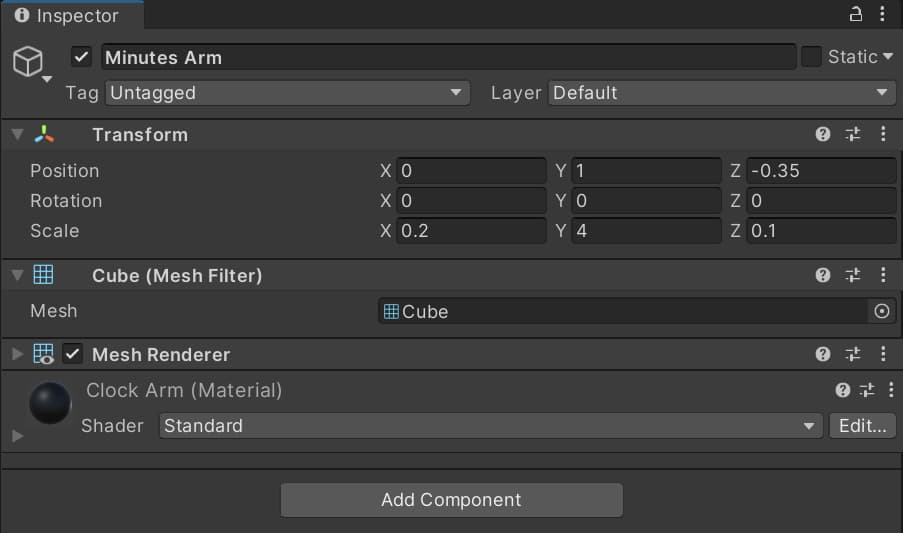 Inspector
Minutes Arm Static
Tag Untagged Layer Default
Transform
Position X 0 Y 1 Z -0.35
Rotation X 0 Y 0 Z 0
Scale X 0.2 Y 4 Z 0.1
Cube (Mesh Filter)
Mesh Cube
Mesh Renderer
Clock Arm (Material)
Shader Standard Edit...
Add Component